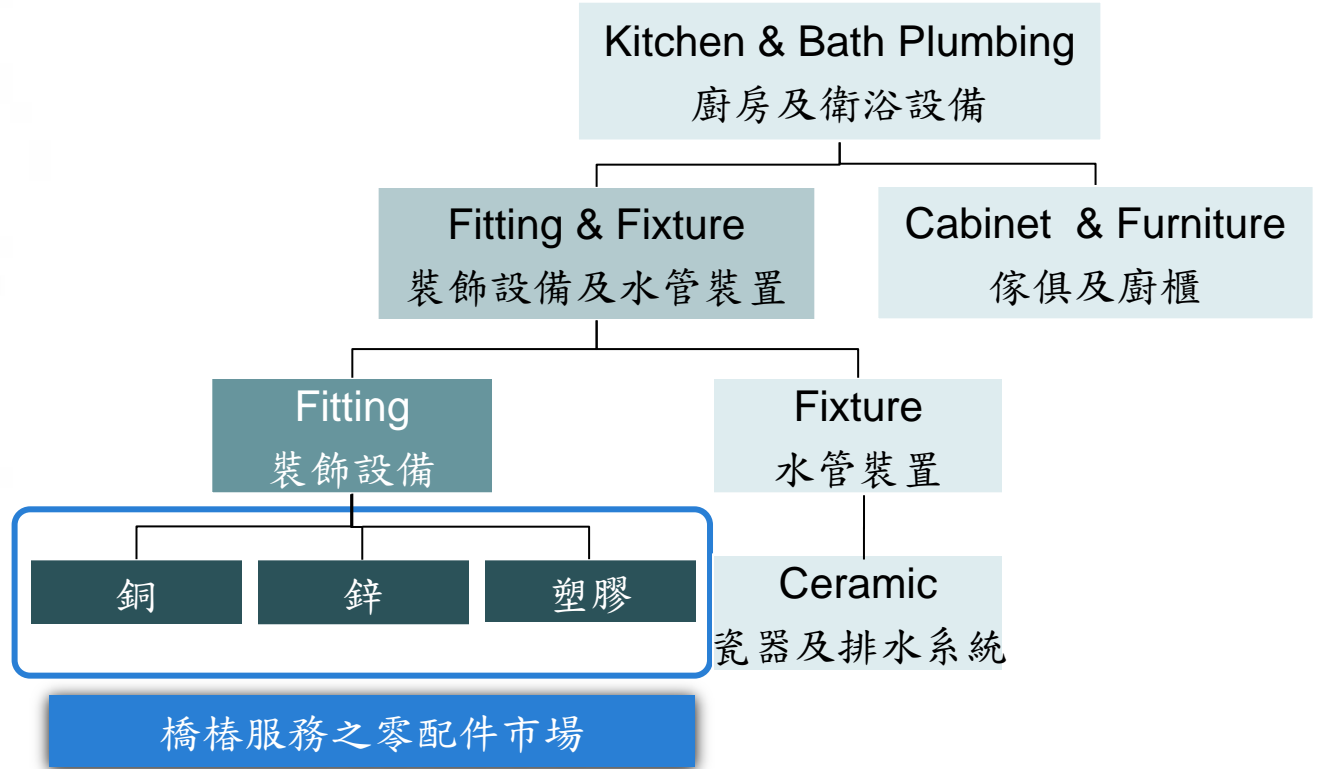 Kitchen & Bath Plumbing
廚房及衛浴設備
Fitting & Fixture
裝飾設備及水管裝置
Cabinet & Furniture
傢俱及廚櫃
Fitting
裝飾設備
Fixture
水管裝置
銅
鋅
塑膠
Ceramic
瓷器及排水系統
橋椿服務之零配件市場